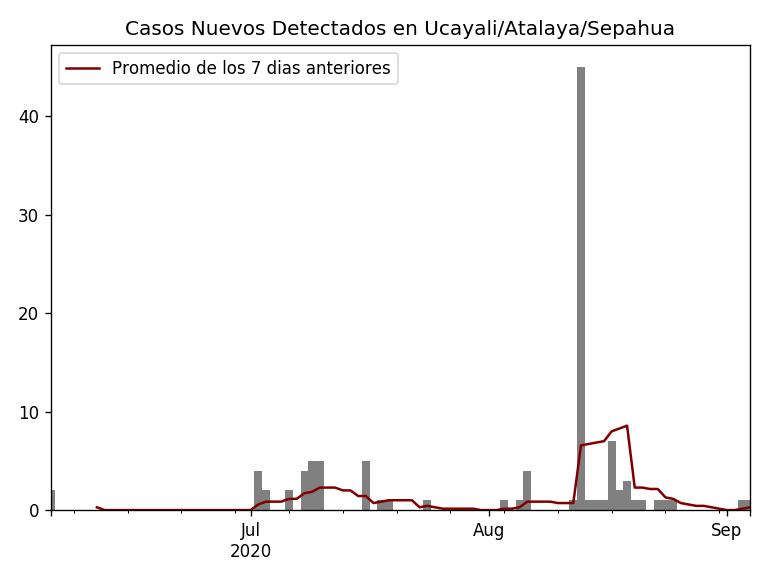 Casos Nuevos Detectados en Ucayali/Atalaya/Sepahua
Promedio de los 7 dias anteriores
40
30
20
10
0
Jul
2020
Aug
Sep